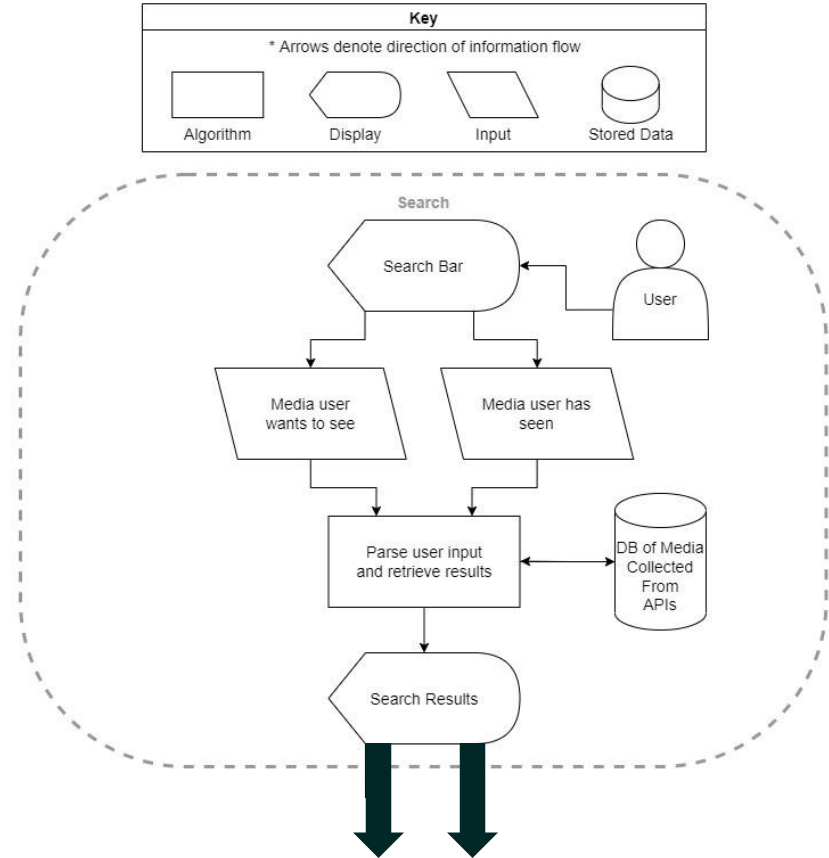 Key
* Arrows denote direction of information flow
Algorithm
Display
Input
Stored Data
Search
Search Bar
User
Media user
wants to see
Media user has
seen
Parse user input
and retrieve results
DB of Media
Collected
From
APIs
Search Results